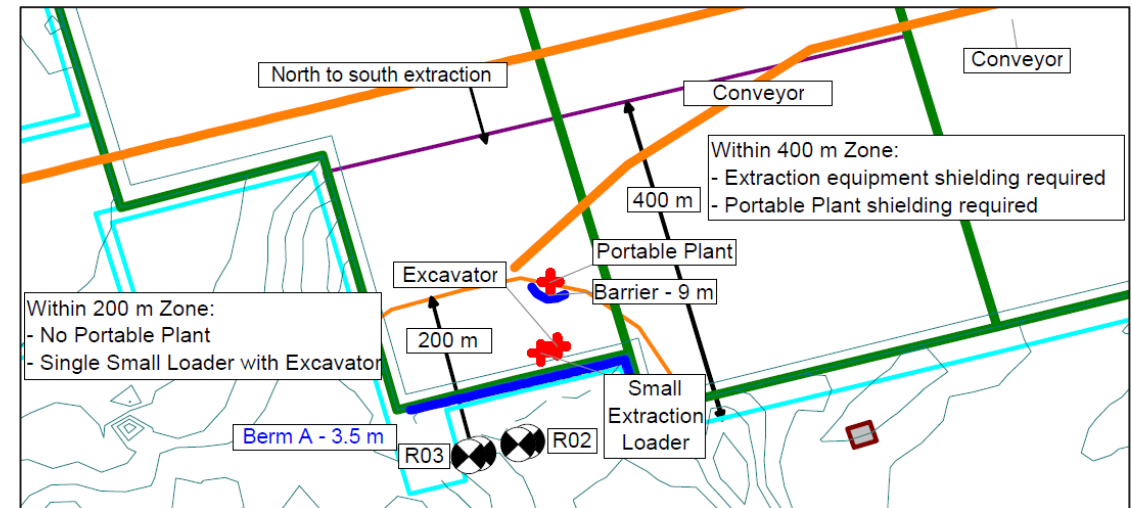 North to south extraction
Conveyor
Conveyor
Within 400 m Zone:
- Extraction equipment shielding required
- Portable Plant shielding required
400 m
Portable Plant
Excavator
Barrier - 9 m
Within 200 m Zone:
- No Portable Plant
- Single Small Loader with Excavator
200 m
Small
Extraction
Loader
Berm A - 3.5 m
R03
R02